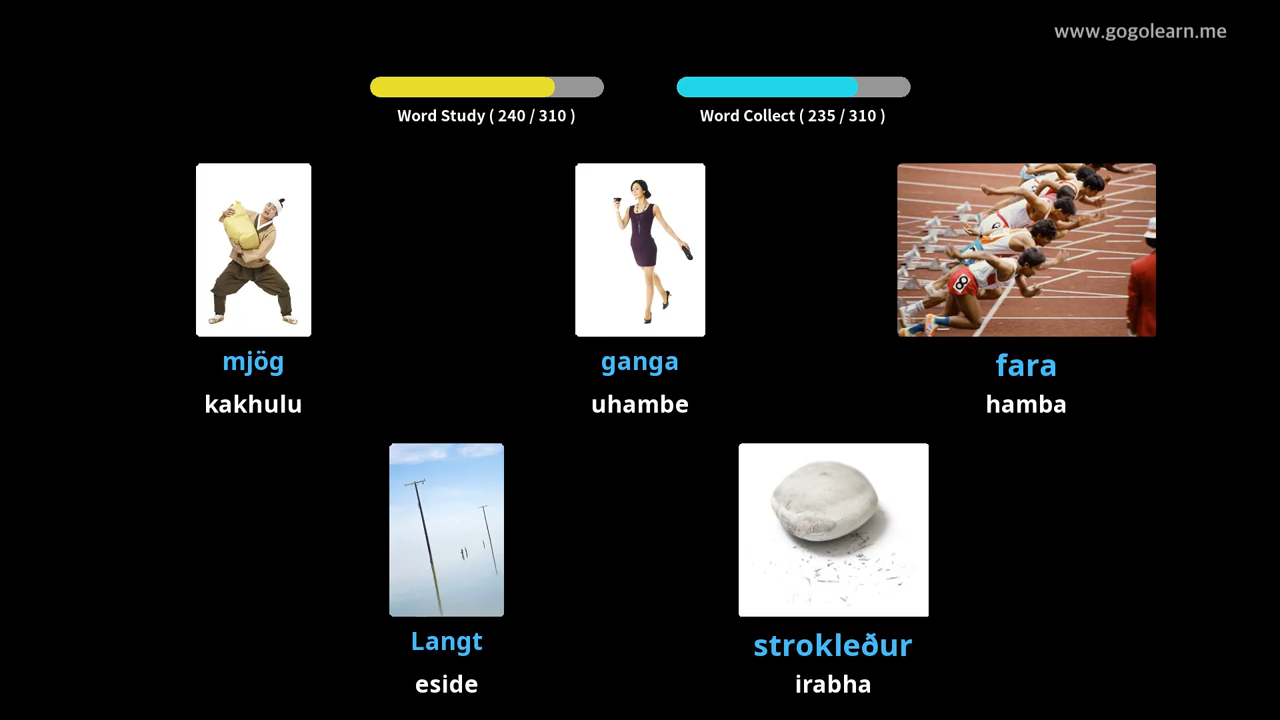 www.gogolearn.me
Word Study ( 240 / 310 )
Word Collect ( 235 / 310 )
mjög
ganga
fara
kakhulu
uhambe
hamba
Langt
strokleður
eside
irabha